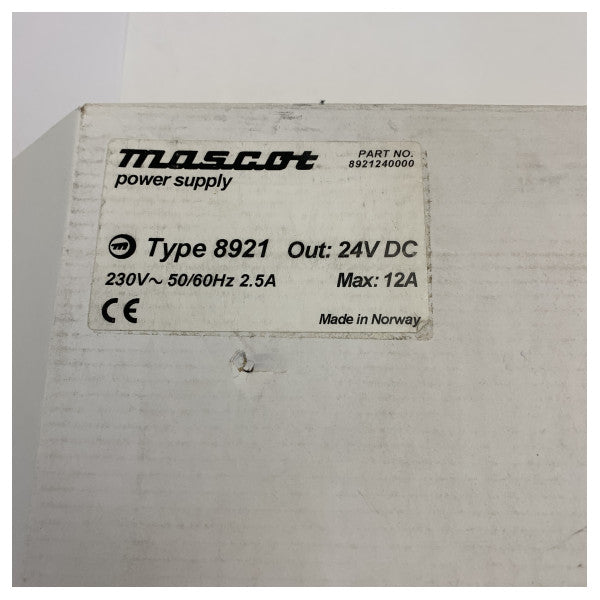 mascot
power supply
PART NO.
8921240000
m Type 8921 Out: 24V DC
230V~ 50/60Hz 2.5A Max: 12A
CE
Made in Norway